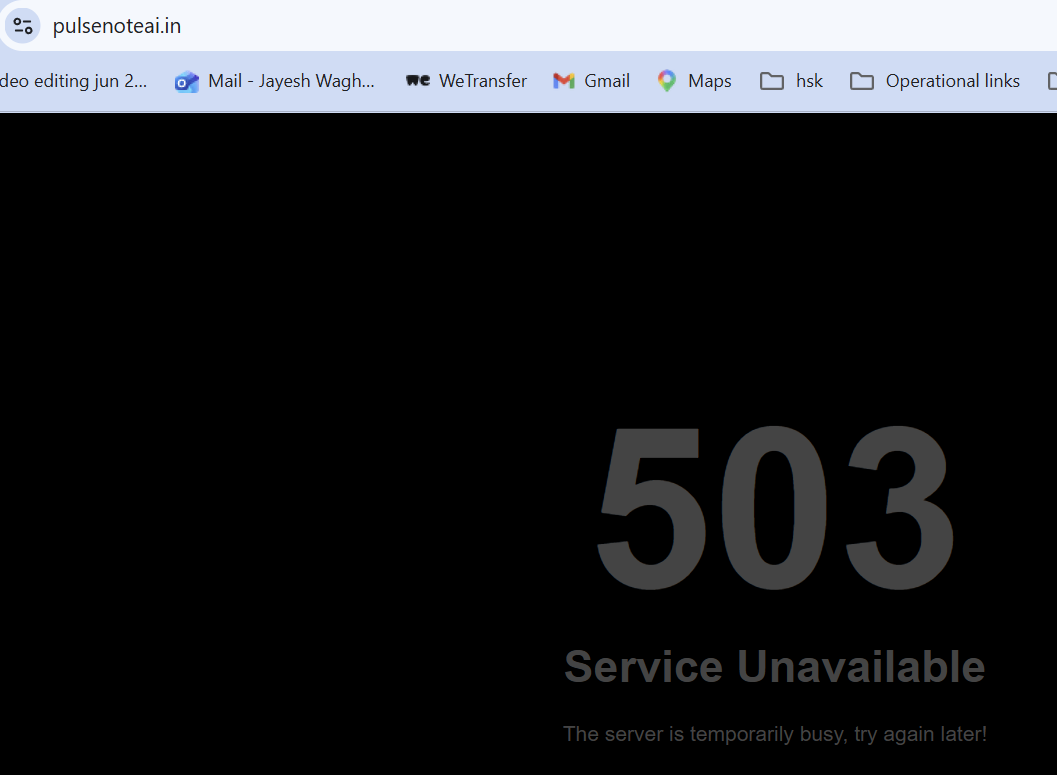 pulsenoteai.in
deo editing jun 2... Mail - Jayesh Wagh... WeTransfer Gmail Maps hsk Operational links
503
Service Unavailable
The server is temporarily busy, try again later!